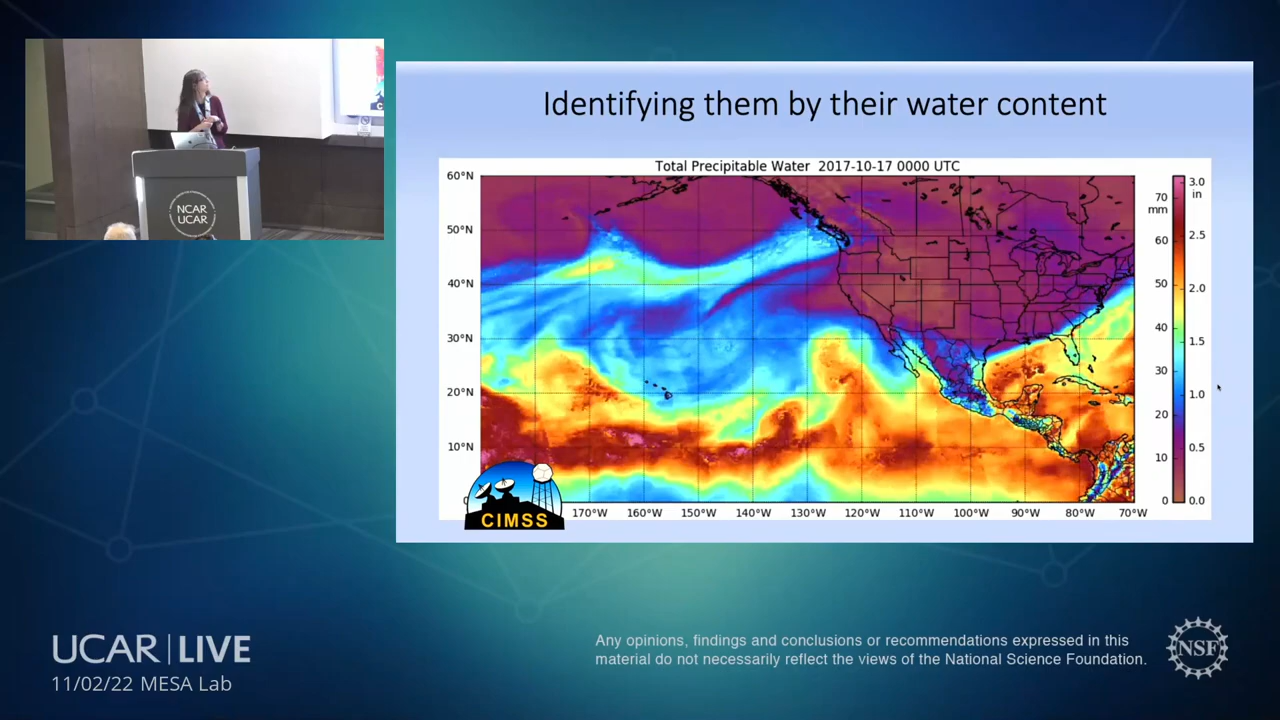 NCAR
UCAR
Identifying them by their water content
Total Precipitable Water 2017-10-17 0000 UTC
60°N
50°N
40°N
30°N
20°N
10°N
0
170°W 160°W 150°W 140°W 130°W 120°W 110°W 100°W 90°W 80°W 70°W
70
mm
60
50
40
30
20
10
0
3.0
in
2.5
2.0
1.5
1.0
0.5
0.0
CIMSS
UCAR | LIVE
11/02/22 MESA Lab
Any opinions, findings and conclusions or recommendations expressed in this
material do not necessarily reflect the views of the National Science Foundation.
NSF